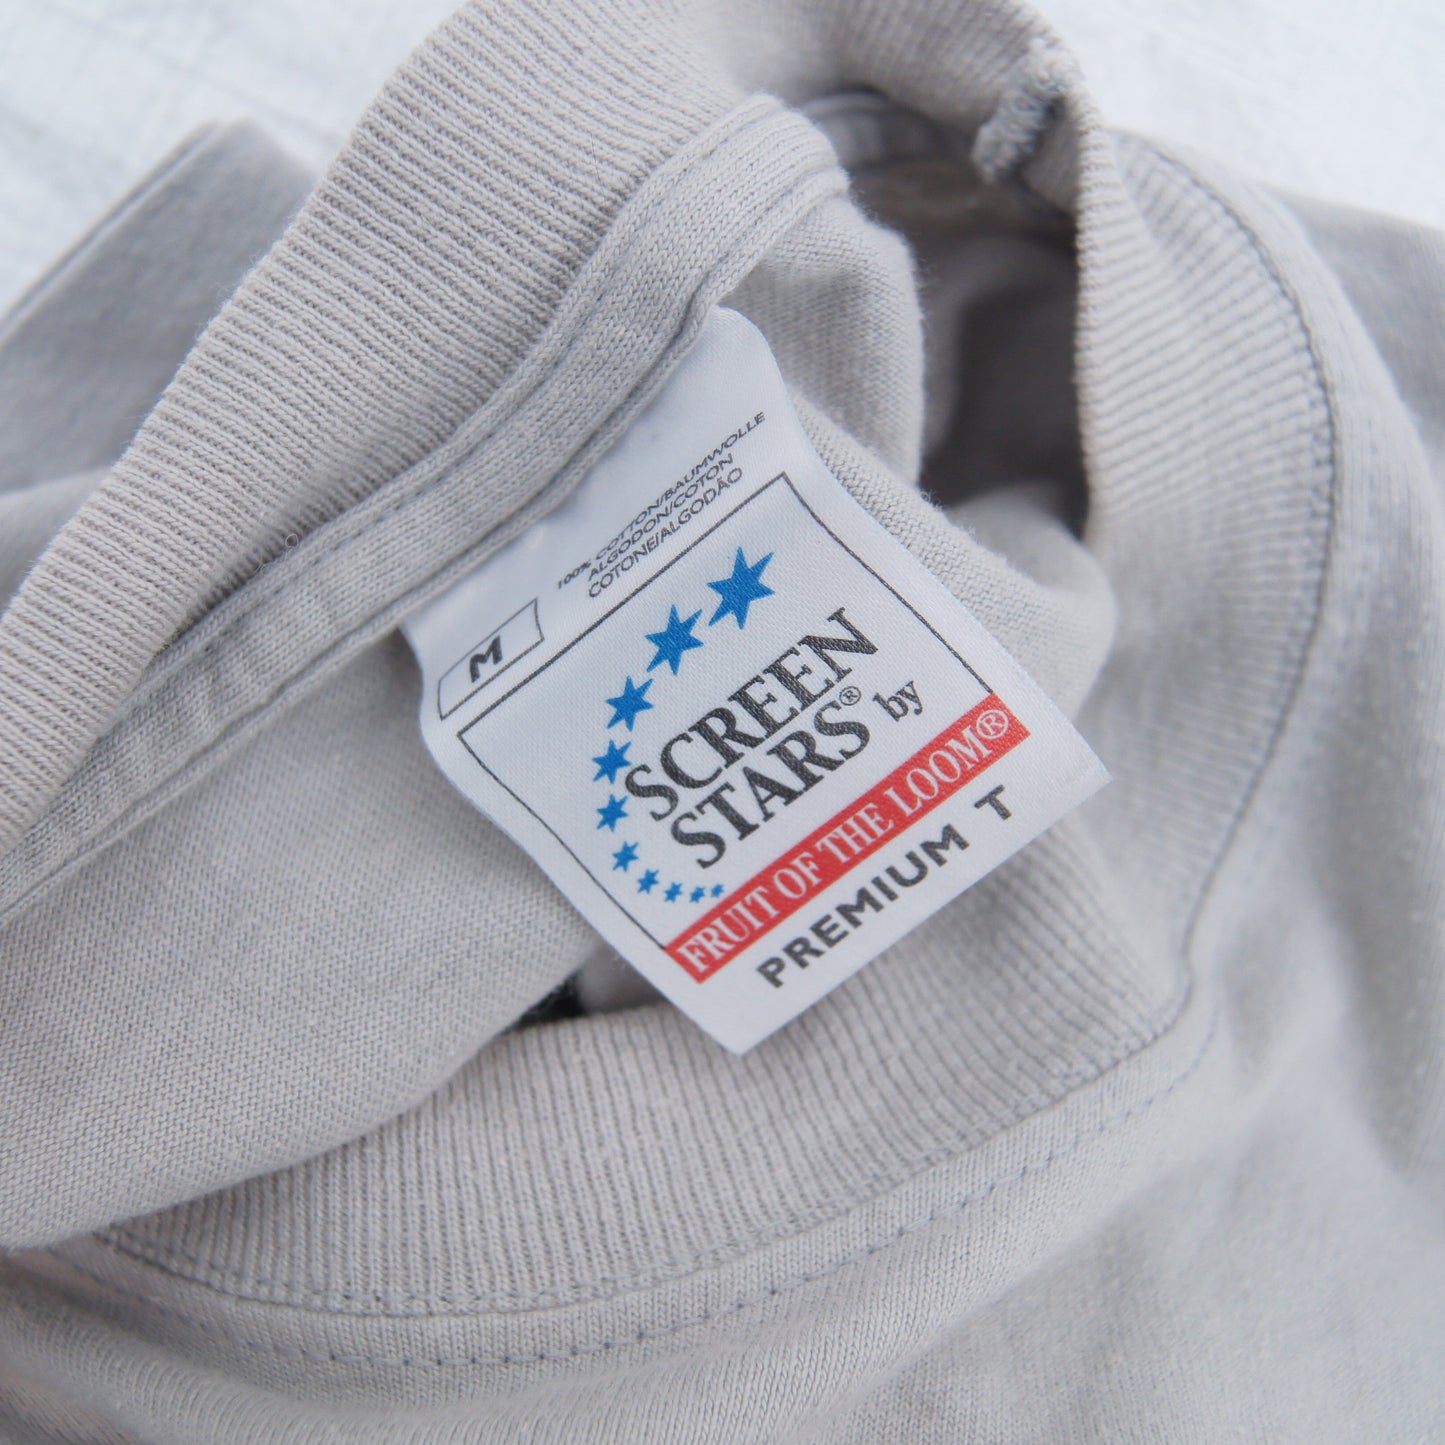 100% COTTON/BAUMWOLLE
ALGODON/COTON
COTONE/ALGODÃO
M
SCREEN
STARS® by
FRUIT OF THE LOOM®
PREMIUM T